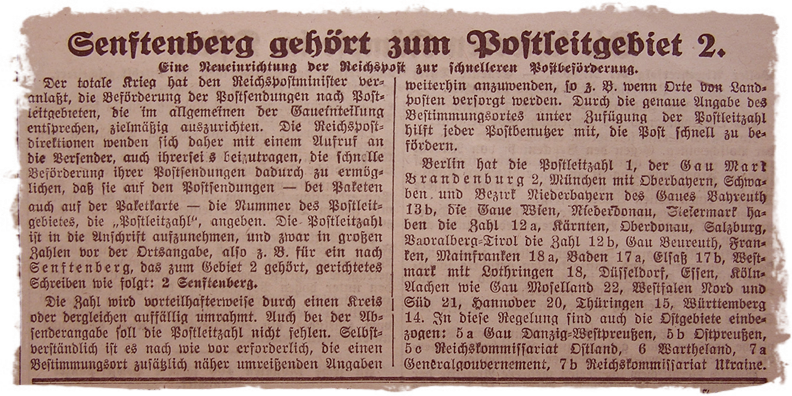 Senftenberg gehört zum Postleitgebiet 2.
Eine Neueinrichtung der Reichspost zur schnelleren Postbeförderung.
Der totale Krieg hat den Reichspostminister ver-
anlaßt, die Beförderung der Postsendungen nach Post-
leitgebieten, die im allgemeinen der Gaueinteilung
entsprechen, zielmäßig auszurichten. Die Reichspost-
direktionen wenden sich daher mit einem Aufruf an
die Versender, auch ihrerseits beizutragen, die schnelle
Beförderung ihrer Postsendungen dadurch zu ermög-
lichen, daß sie auf den Postsendungen — bei Paketen
auch auf der Paketkarte — die Nummer des Postleit-
gebietes, die „Postleitzahl“, angeben. Die Postleitzahl
ist in die Anschrift aufzunehmen, und zwar in großen
Zahlen vor der Ortsangabe, also z. B. für ein nach
Senftenberg, das zum Gebiet 2 gehört, gerichtetes
Schreiben wie folgt: 2 Senftenberg.
Die Zahl wird vorteilhafterweise durch einen Kreis
oder dergleichen auffällig umrahmt. Auch bei der Ab-
senderangabe soll die Postleitzahl nicht fehlen. Selbst-
verständlich ist es nach wie vor erforderlich, die einen
Bestimmungsort zusätzlich näher umreißenden Angaben
weiterhin anzuwenden, so z. B. wenn Orte von Land-
posten versorgt werden. Durch die genaue Angabe des
Bestimmungsortes unter Zufügung der Postleitzahl
hilft jeder Postbenutzer mit, die Post schnell zu be-
fördern.
Berlin hat die Postleitzahl 1, der Gau Mark
Brandenburg 2, München mit Oberbayern, Schwa-
ben und Bezirk Niederbayern des Gaues Bayreuth
13b, die Gaue Wien, Niederdonau, Steiermark ha-
ben die Zahl 12a, Kärnten, Oberdonau, Salzburg,
Vaoralberg-Tirol die Zahl 12b, Gau Beureuth, Fran-
ken, Mainfranken 18a, Baden 17a, Elsaß 17b, West-
mark mit Lothringen 18, Düsseldorf, Essen, Köln-
Aachen wie Gau Moselland 22, Westfalen Nord und
Süd 21, Hannover 20, Thüringen 15, Württemberg
14. In diese Regelung sind auch die Ostgebiete einbe-
zogen: 5a Gau Danzig-Westpreußen, 5b Ostpreußen,
5c Reichskommissariat Ostland, 6 Wartheland, 7a
Generalgouvernement, 7b Reichskommissariat Ukraine.